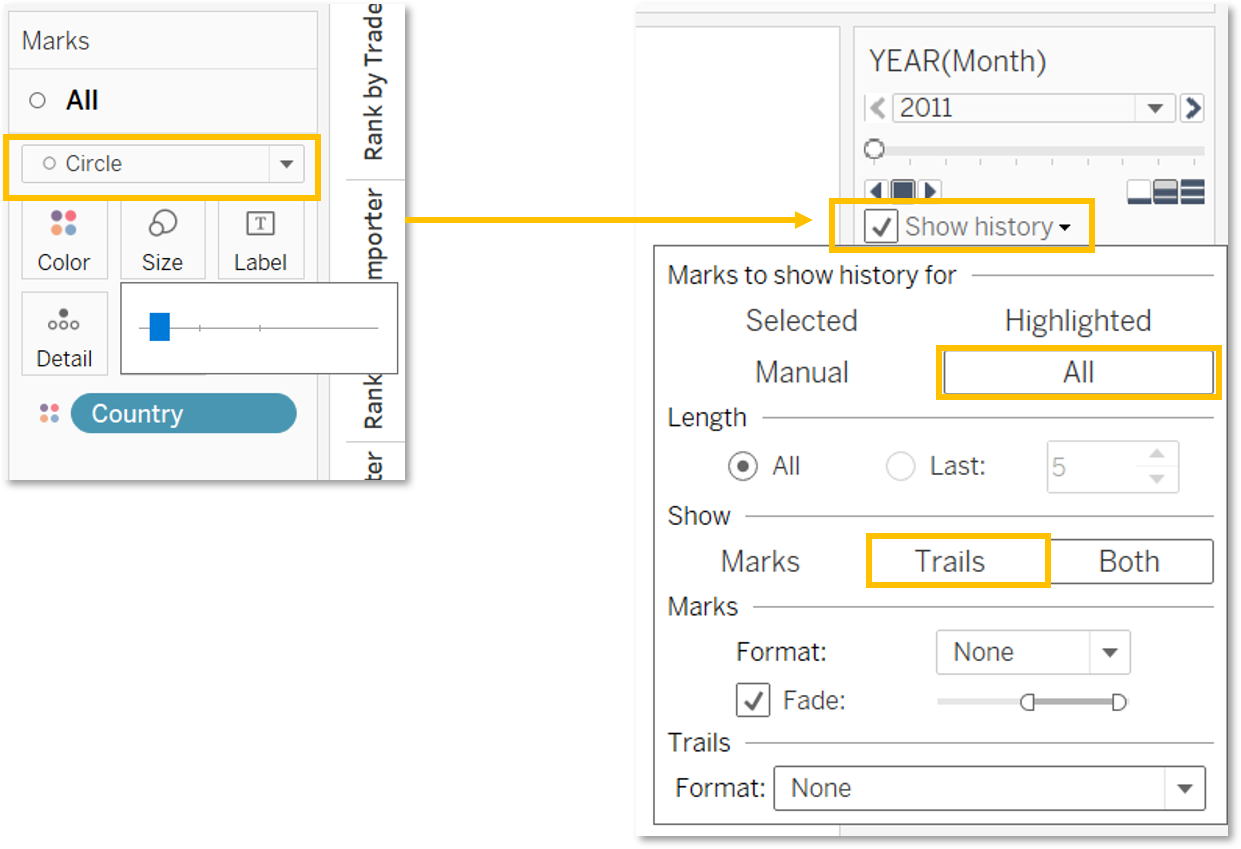 Marks
All
Circle
Color
Size
T
Label
Detail
Country
Rank by Trade
mporter
Rank
ter
YEAR(Month)
2011
Show history
Marks to show history for
Selected
Highlighted
Manual
All
Length
All
Last:
5
Show
Marks
Trails
Both
Marks
Format:
None
Fade:
Trails
Format:
None